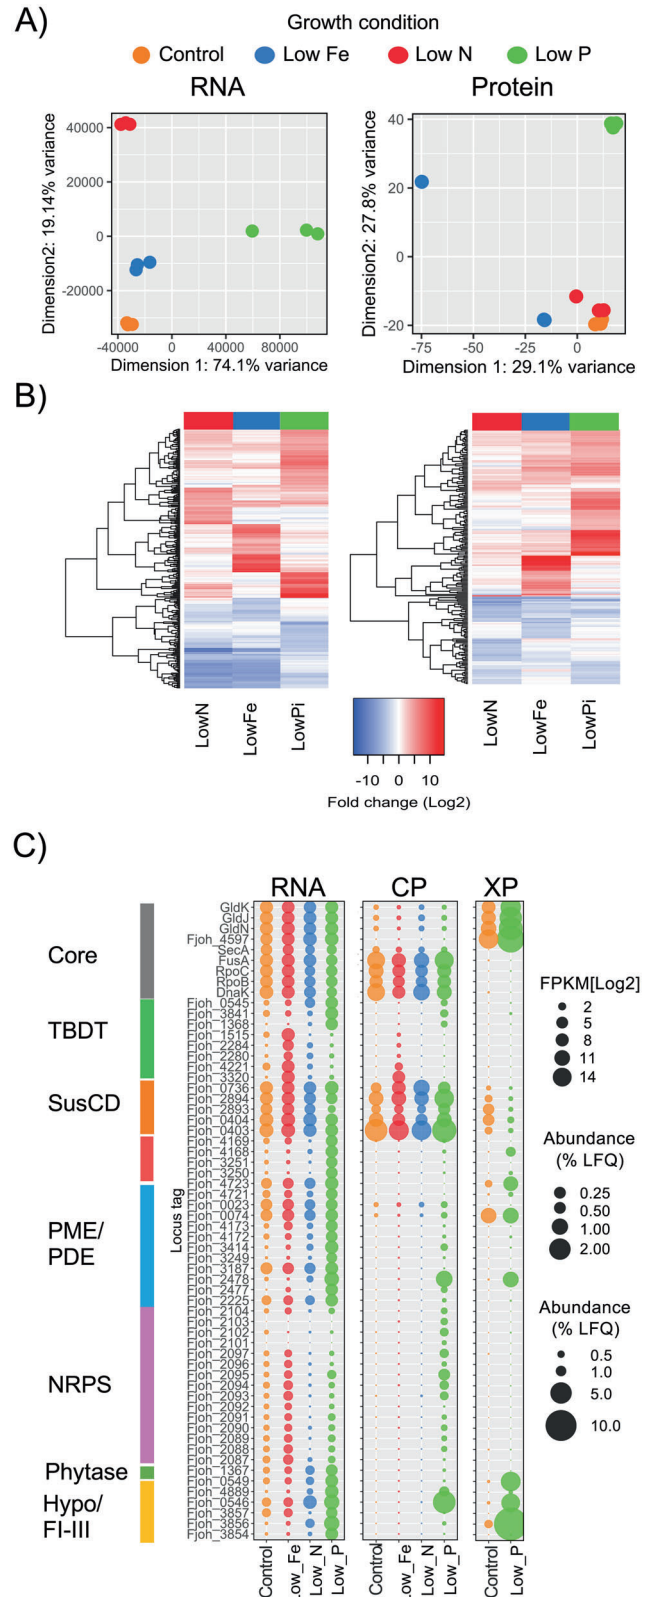 A)
Growth condition
Control Low Fe Low N Low P
RNA Protein
Dimension2: 19.14% variance
40000
20000
0
-20000
-40000 0 40000 80000
Dimension 1: 74.1% variance
Dimension2: 27.8% variance
40
20
0
-20
-75 -50 -25 0
Dimension 1: 29.1% variance
B)
LowN LowFe LowPi
LowN LowFe LowPi
-10 0 10
Fold change (Log2)
C)
RNA CP XP
Core
TBDT
SusCD
PME/
PDE
NRPS
Phytase
Hypo/
FI-III
Locus tag
GldK
GldJ
GldN
Fjoh_4597
SecA
FusA
RpoC
RpoB
DnaK
Fjoh_0545
Fjoh_3841
Fjoh_1368
Fjoh_1515
Fjoh_2284
Fjoh_2280
Fjoh_4221
Fjoh_3320
Fjoh_0736
Fjoh_2894
Fjoh_2893
Fjoh_0404
Fjoh_0403
Fjoh_4169
Fjoh_4168
Fjoh_3251
Fjoh_3250
Fjoh_4723
Fjoh_4721
Fjoh_0023
Fjoh_0074
Fjoh_4173
Fjoh_4172
Fjoh_3414
Fjoh_3249
Fjoh_3187
Fjoh_2478
Fjoh_2477
Fjoh_2225
Fjoh_2104
Fjoh_2103
Fjoh_2102
Fjoh_2101
Fjoh_2097
Fjoh_2096
Fjoh_2095
Fjoh_2094
Fjoh_2093
Fjoh_2092
Fjoh_2091
Fjoh_2090
Fjoh_2089
Fjoh_2088
Fjoh_2087
Fjoh_1367
Fjoh_0549
Fjoh_4889
Fjoh_0546
Fjoh_3857
Fjoh_3856
Fjoh_3854
Control Low_Fe Low_N Low_P
Control Low_Fe Low_N Low_P
Control Low_P
FPKM[Log2]
2
5
8
11
14
Abundance
(% LFQ)
0.25
0.50
1.00
2.00
Abundance
(% LFQ)
0.5
1.0
5.0
10.0